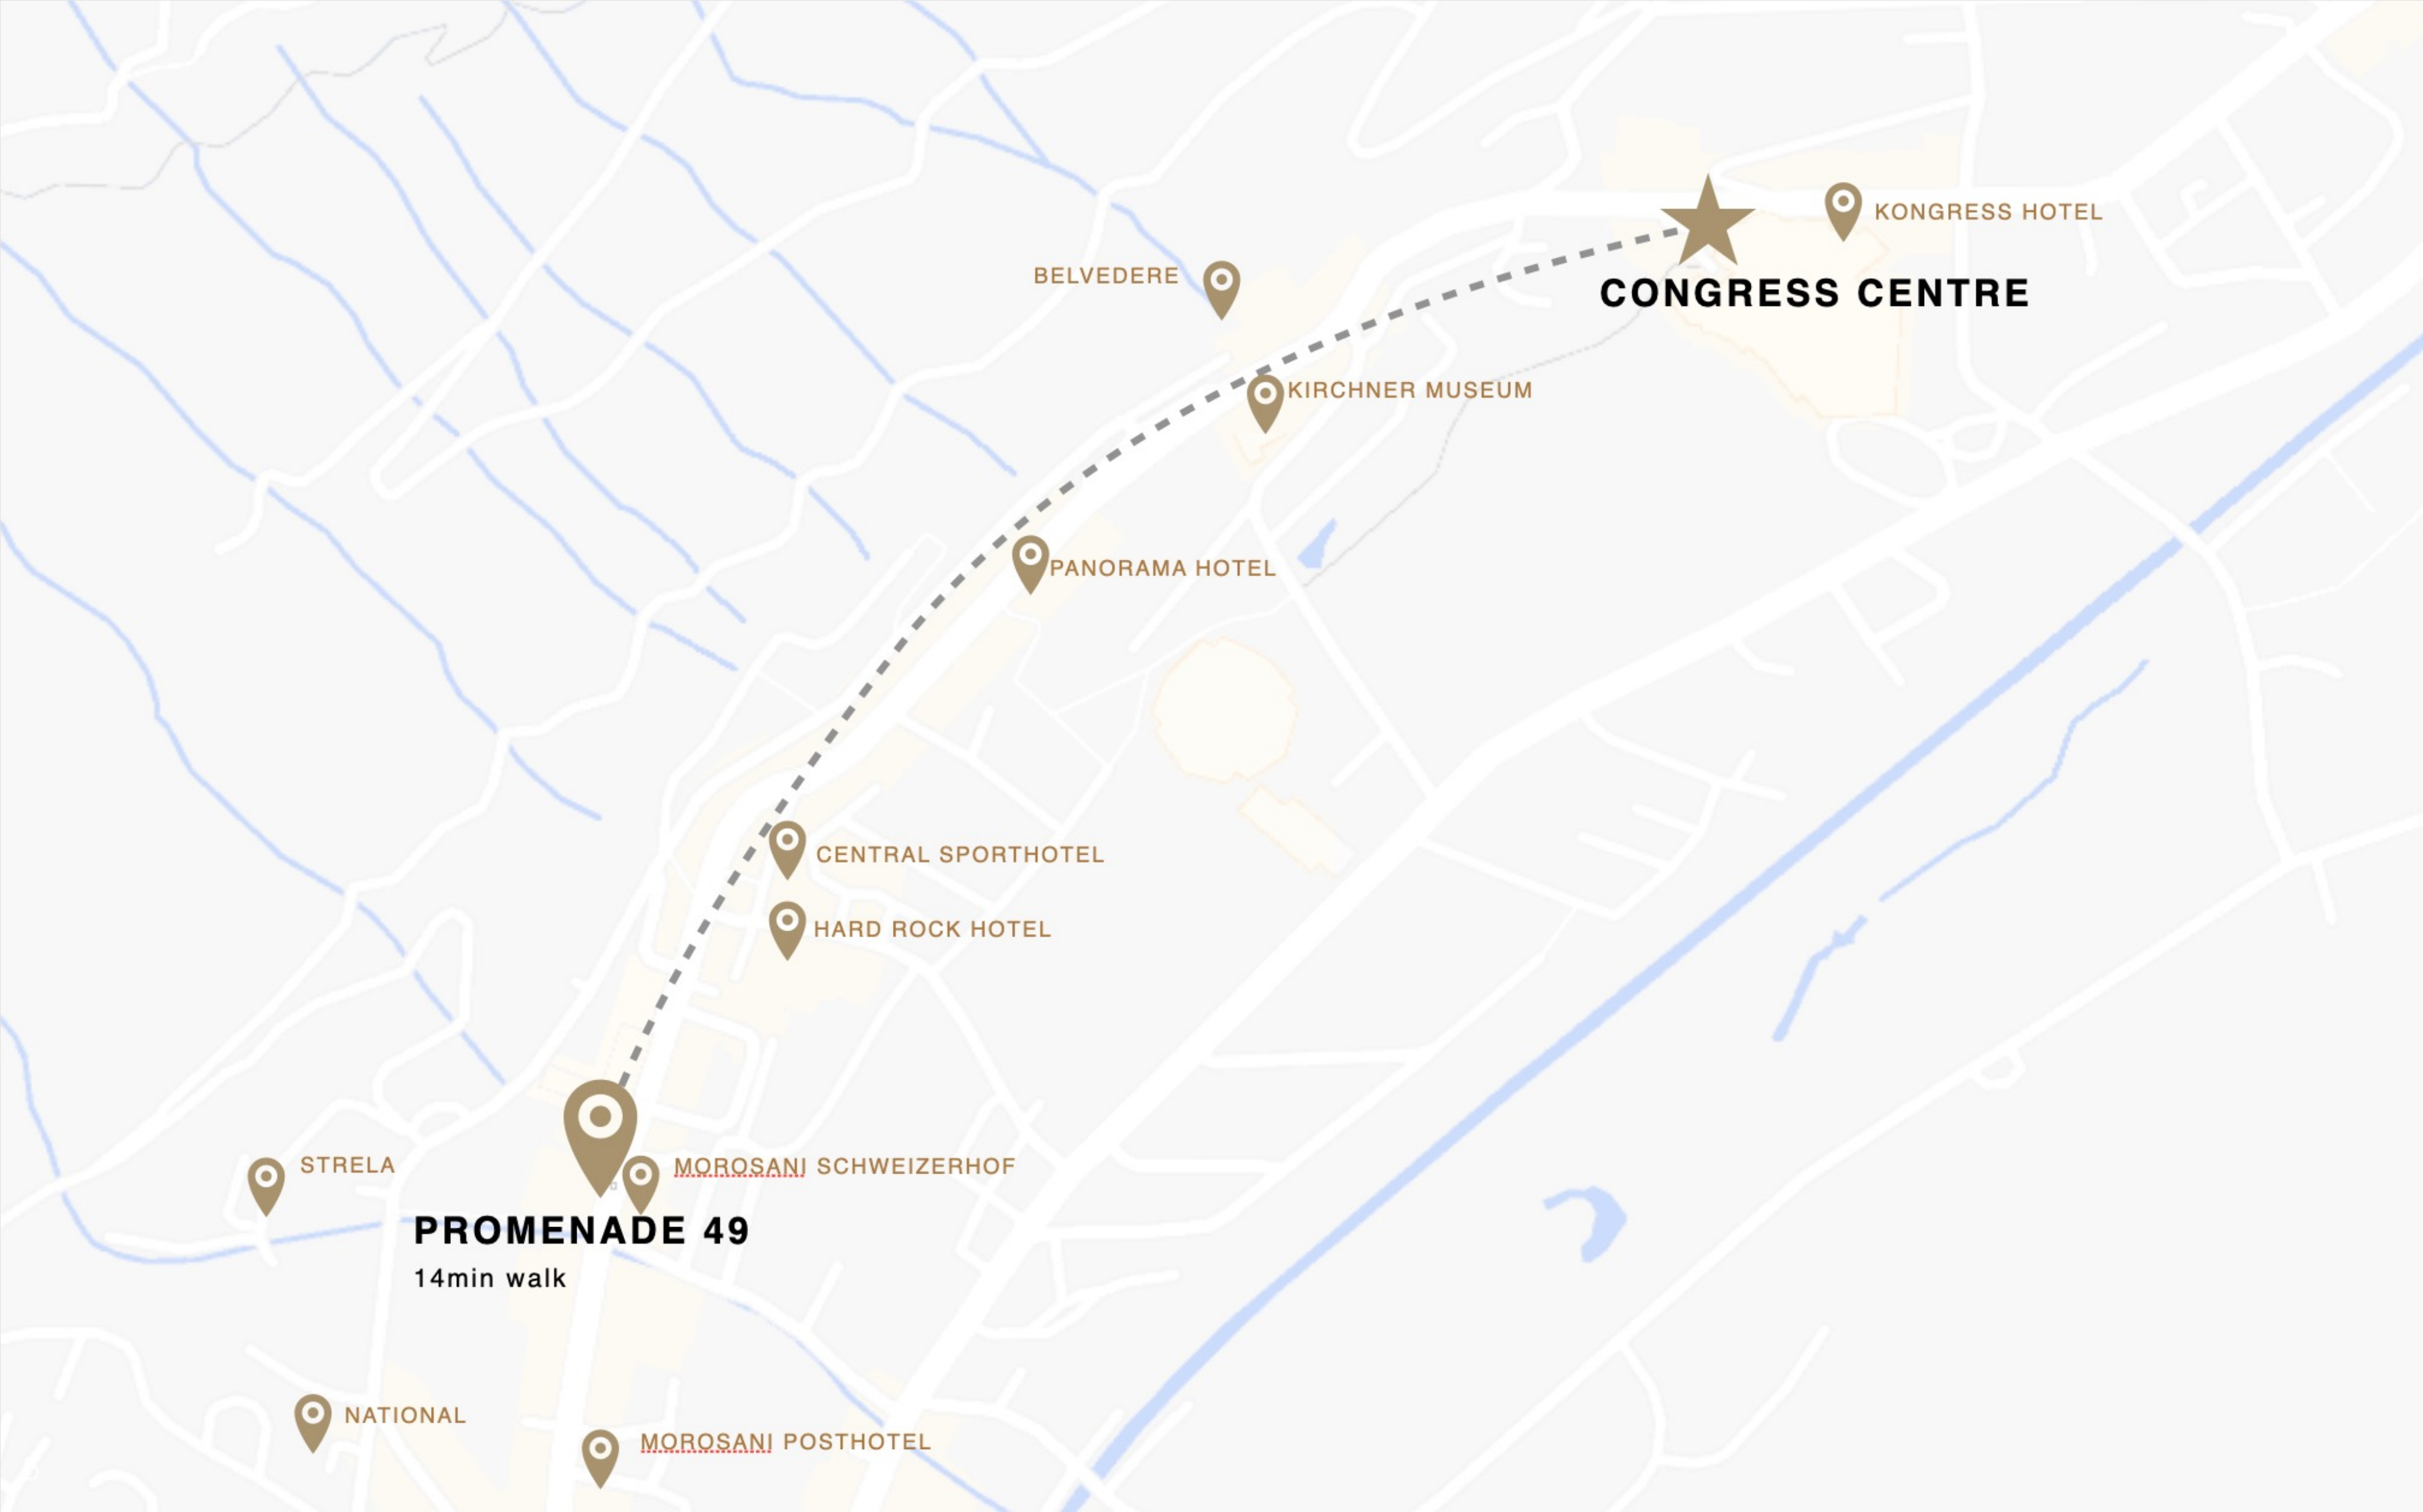 KONGRESS HOTEL
BELVEDERE
CONGRESS CENTRE
KIRCHNER MUSEUM
PANORAMA HOTEL
CENTRAL SPORTHOTEL
HARD ROCK HOTEL
STRELA
MOROSANI SCHWEIZERHOF
PROMENADE 49
14min walk
NATIONAL
MOROSANI POSTHOTEL